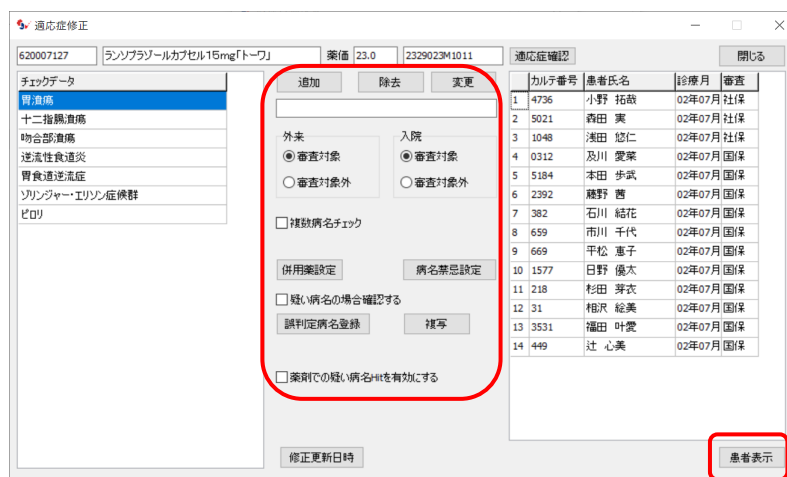 適応症修正
620007127 ランソプラゾールカプセル15mg「トーワ」 薬価 23.0 2329023M1011 適応症確認 閉じる
チェックデータ
胃潰瘍
十二指腸潰瘍
吻合部潰瘍
逆流性食道炎
胃食道逆流症
ゾリンジャー・エリソン症候群
ピロリ
追加 除去 変更
外来 入院
審査対象 審査対象
審査対象外 審査対象外
複数病名チェック
併用薬設定 病名禁忌設定
疑い病名の場合確認する
誤判定病名登録 複写
薬剤での疑い病名Hitを有効にする
修正更新日時
カルテ番号 患者氏名 診療月 審査
1 4736 小野 拓哉 02年07月 社保
2 5021 森田 実 02年07月 社保
3 1048 浅田 悠仁 02年07月 社保
4 0312 及川 愛菜 02年07月 国保
5 5184 本田 歩武 02年07月 国保
6 2392 藤野 茜 02年07月 国保
7 382 石川 結花 02年07月 国保
8 659 市川 千代 02年07月 国保
9 669 平松 恵子 02年07月 国保
10 1577 日野 優太 02年07月 国保
11 218 杉田 芽衣 02年07月 国保
12 31 相沢 絵美 02年07月 国保
13 3531 福田 叶愛 02年07月 国保
14 449 辻 心美 02年07月 国保
患者表示